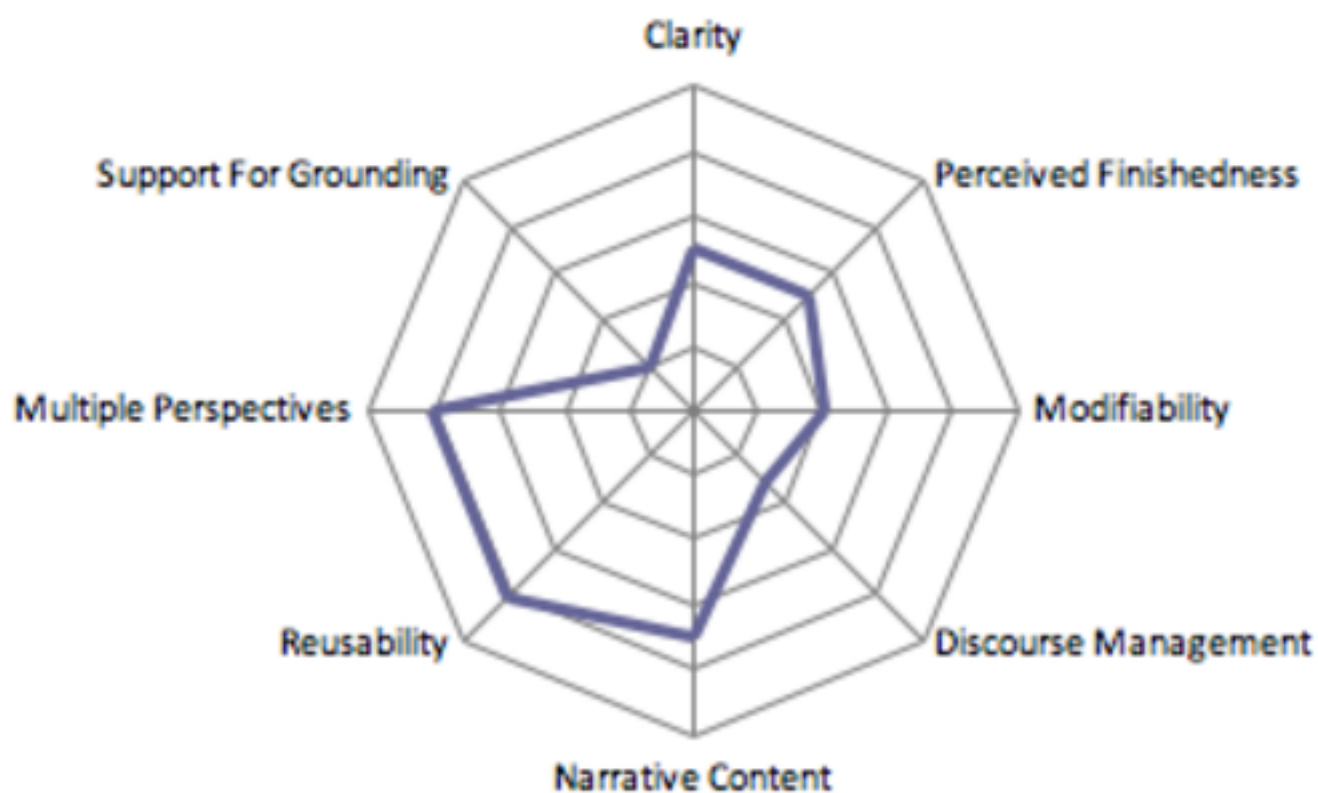 Clarity
Support For Grounding
Perceived Finishedness
Multiple Perspectives
Modifiability
Reusability
Discourse Management
Narrative Content